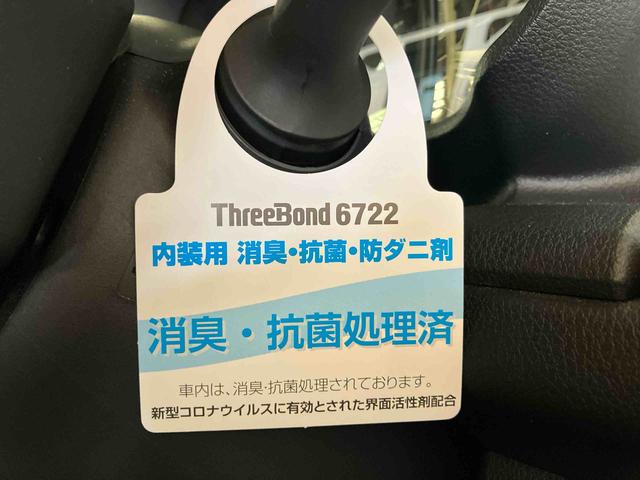 ThreeBond 6722
内装用 消臭・抗菌・防ダニ剤
消臭・抗菌処理済
車内は、消臭・抗菌処理されております。
新型コロナウイルスに有効とされた界面活性剤配合